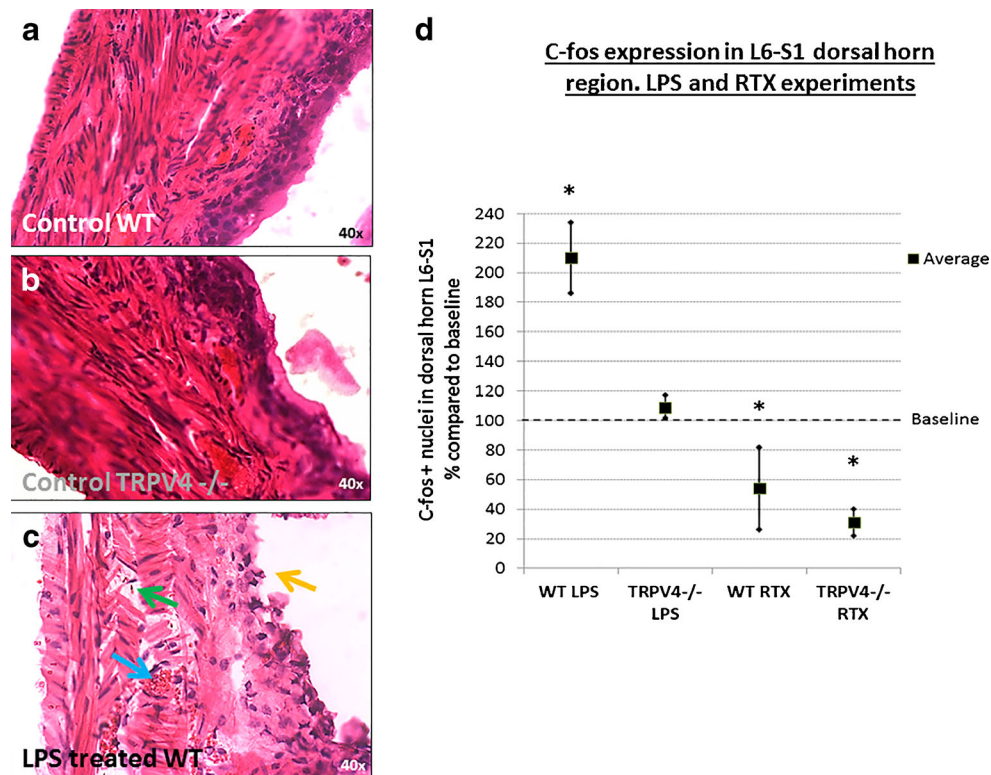 a
Control WT
40x
b
Control TRPV4 -/-
40x
c
LPS treated WT
40x
d
C-fos expression in L6-S1 dorsal horn
region. LPS and RTX experiments
C-fos + nuclei in dorsal horn L6-S1
% compared to baseline
240
220
200
180
160
140
120
100
80
60
40
20
0
*
*
*
Average
Baseline
WT LPS
TRPV4-/-
LPS
WT RTX
TRPV4-/-
RTX